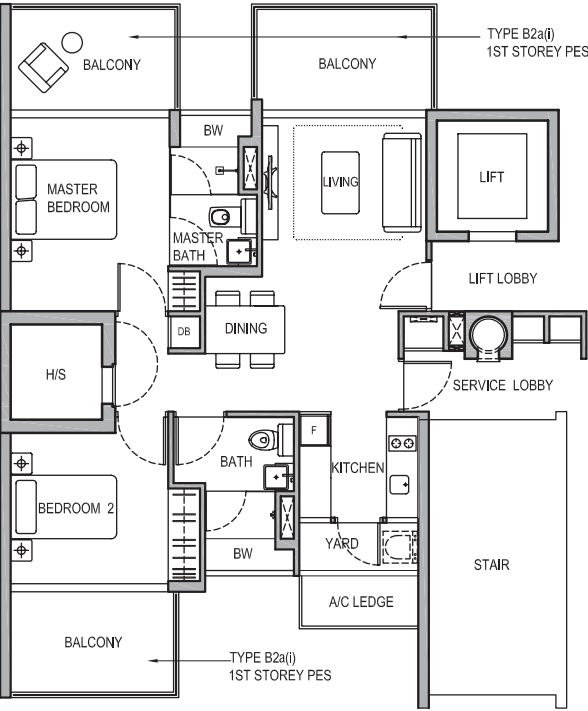 TYPE B2a(i)
1ST STOREY PES
BALCONY
BALCONY
BW
LIFT
LIVING
MASTER
BEDROOM
MASTER
BATH
LIFT LOBBY
DB
DINING
H/S
SERVICE LOBBY
F
BATH
KITCHEN
BEDROOM 2
YARD
BW
STAIR
A/C LEDGE
BALCONY
TYPE B2a(i)
1ST STOREY PES